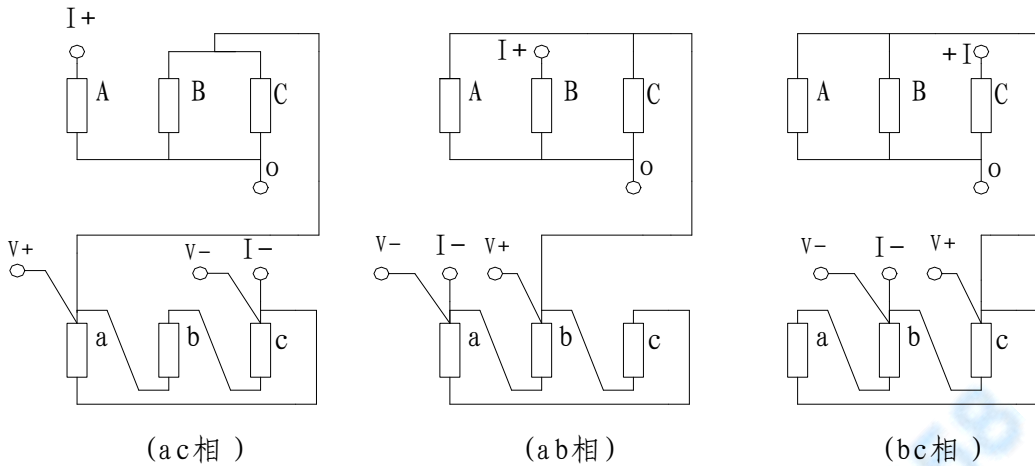 I+
A B C
o
V+ V- I-
a b c
(ac相)
I+
A B C
o
V- I- V+
a b c
(ab相)
+I
A B C
o
V- I- V+
a b c
(bc相)